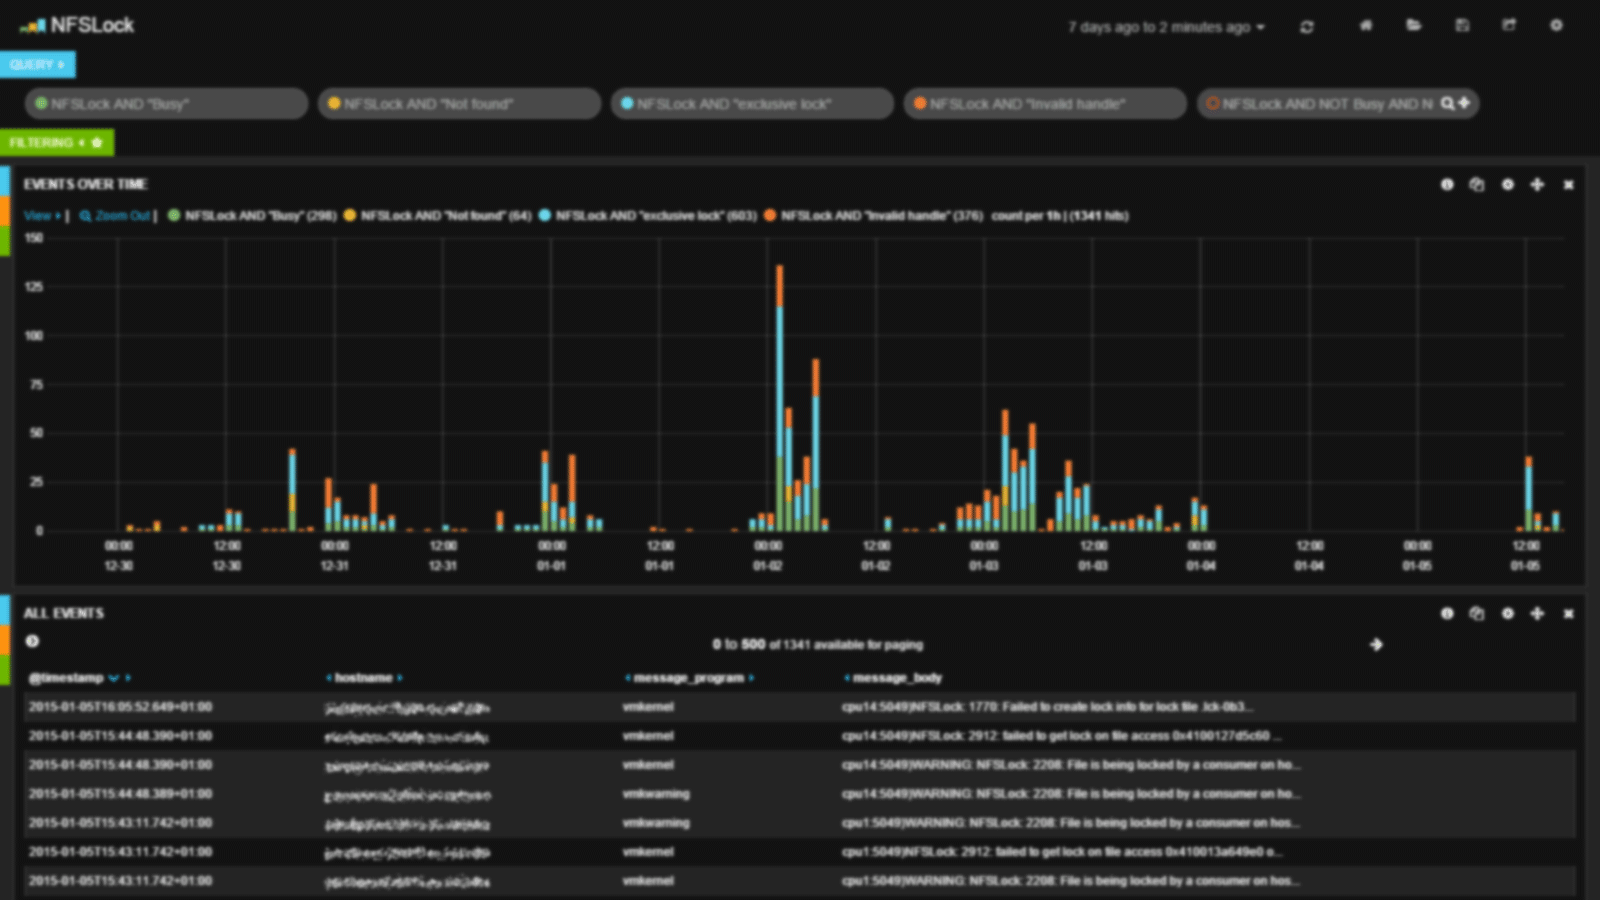 NFSLock
7 days ago to 2 minutes ago
QUERY
NFSLock AND "Busy"
NFSLock AND "Not found"
NFSLock AND "exclusive lock"
NFSLock AND "Invalid handle"
NFSLock AND NOT Busy AND N
FILTERING
EVENTS OVER TIME
View | Zoom Out | NFSLock AND "Busy" (298) NFSLock AND "Not found" (64) NFSLock AND "exclusive lock" (603) NFSLock AND "Invalid handle" (376) count per 1h | (1341 hits)
150
125
100
75
50
25
0
00:00 12:00 00:00 12:00 00:00 12:00 00:00 12:00 00:00 12:00 00:00 12:00 00:00 12:00
12-30 12-30 12-31 12-31 01-01 01-01 01-02 01-02 01-03 01-03 01-04 01-04 01-05 01-05
ALL EVENTS
0 to 500 of 1341 available for paging
@timestamp hostname message_program message_body
2015-01-05T16:05:52.649+01:00 vmkernel cpu14:5049)NFSLock: 1770: Failed to create lock info for lock file .lck-0b3...
2015-01-05T15:44:48.390+01:00 vmkernel cpu14:5049)NFSLock: 2912: failed to get lock on file access 0x4100127d5c60 ...
2015-01-05T15:44:48.390+01:00 vmkernel cpu14:5049)WARNING: NFSLock: 2208: File is being locked by a consumer on ho...
2015-01-05T15:44:48.389+01:00 vmkwarning cpu14:5049)WARNING: NFSLock: 2208: File is being locked by a consumer on ho...
2015-01-05T15:43:11.742+01:00 vmkwarning cpu1:5049)WARNING: NFSLock: 2208: File is being locked by a consumer on hos...
2015-01-05T15:43:11.742+01:00 vmkernel cpu1:5049)NFSLock: 2912: failed to get lock on file access 0x410013a649e0 o...
2015-01-05T15:43:11.742+01:00 vmkernel cpu1:5049)WARNING: NFSLock: 2208: File is being locked by a consumer on hos...